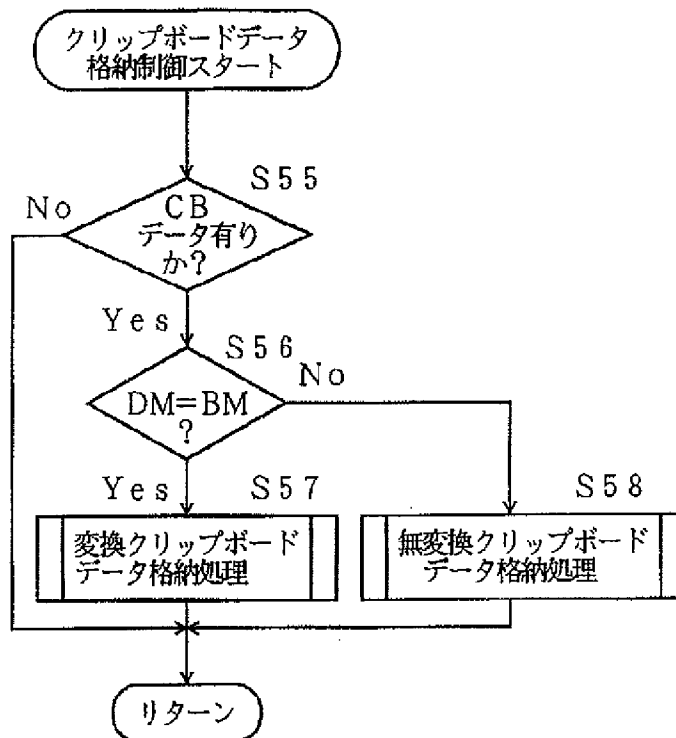 クリップボードデータ
格納制御スタート
S55
No
CB
データ有り
か?
Yes
S56
No
DM=BM
?
Yes
S57
S58
変換クリップボード
データ格納処理
無変換クリップボード
データ格納処理
リターン